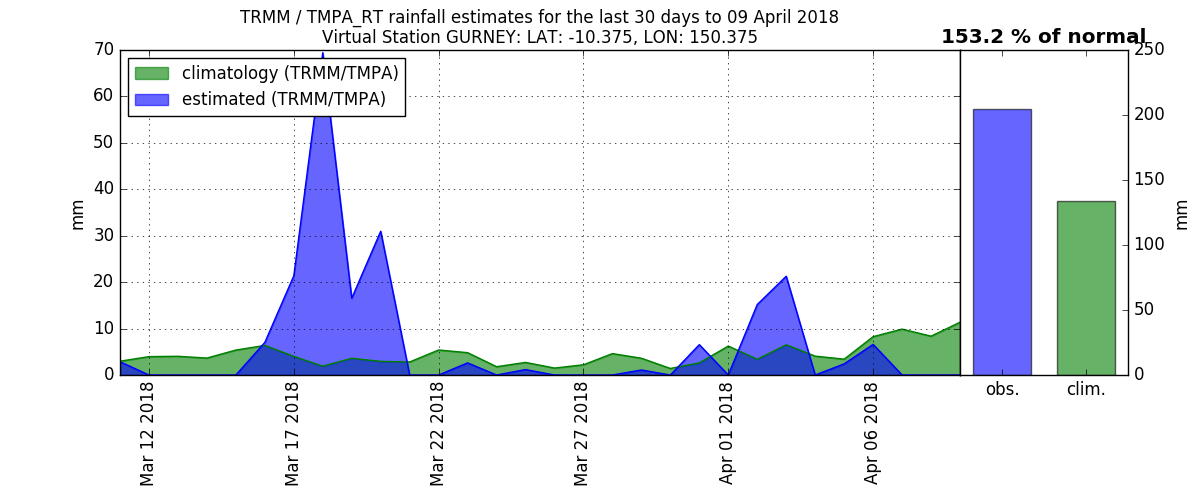 TRMM / TMPA_RT rainfall estimates for the last 30 days to 09 April 2018
Virtual Station GURNEY: LAT: -10.375, LON: 150.375
153.2 % of normal
climatology (TRMM/TMPA)
estimated (TRMM/TMPA)
mm
70
60
50
40
30
20
10
0
Mar 12 2018
Mar 17 2018
Mar 22 2018
Mar 27 2018
Apr 01 2018
Apr 06 2018
obs.
clim.
250
200
150
100
50
0
mm